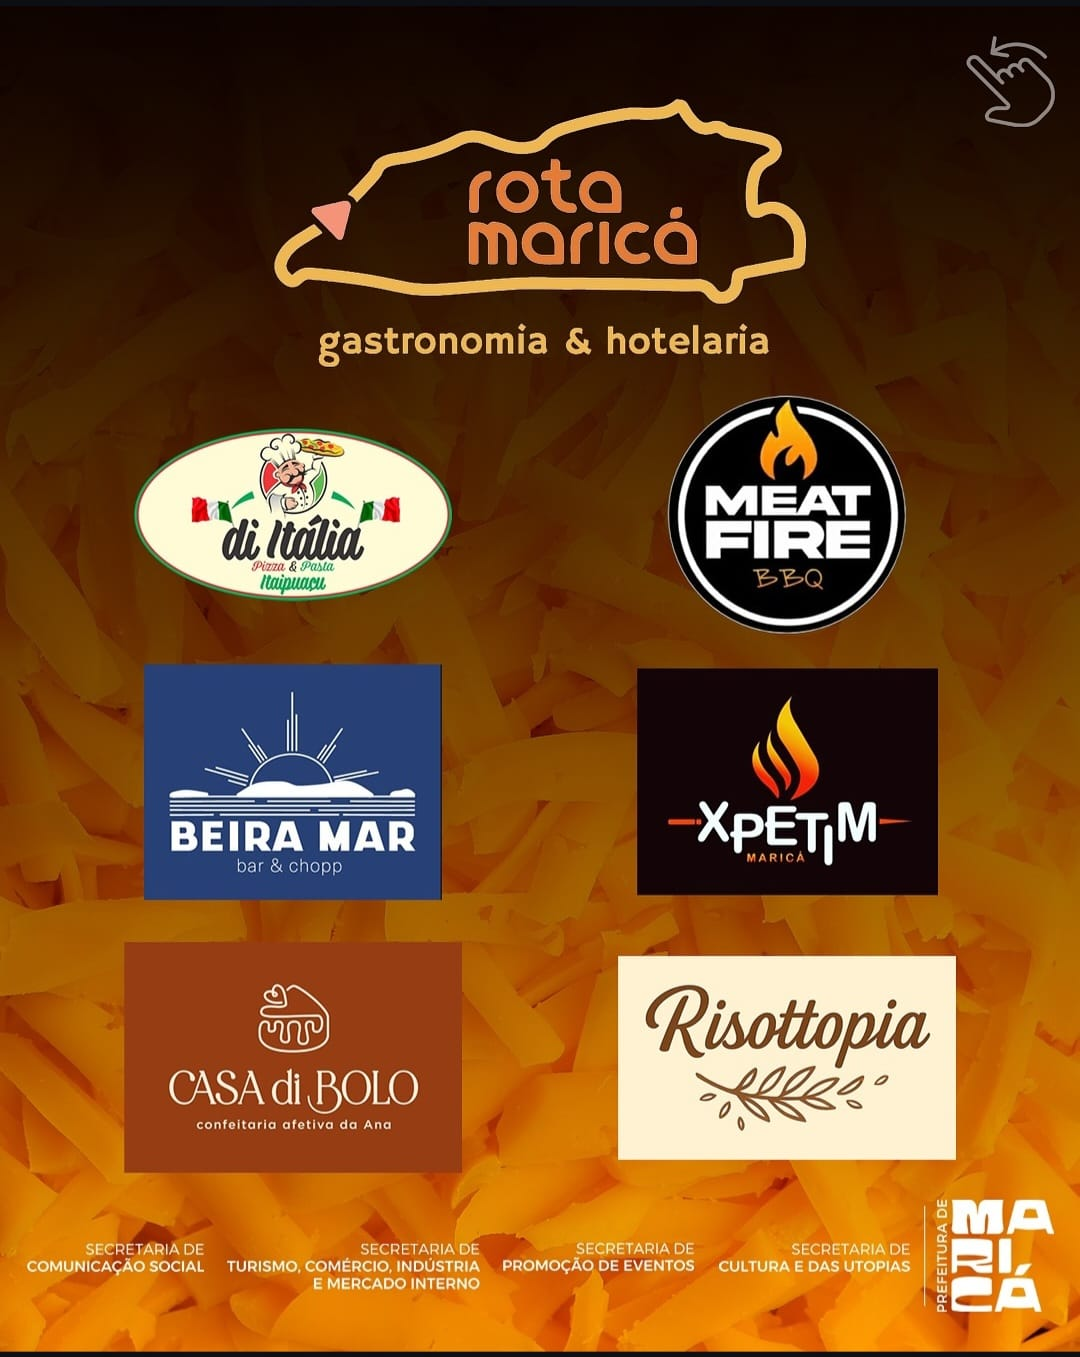 rota
maricá
gastronomia & hotelaria
di Itália
Pizza & Pasta
Itaipuaçu
MEAT
FIRE
BBQ
BEIRA MAR
bar & chopp
XPETIM
MARICÁ
CASA di BOLO
confeitaria afetiva da Ana
Risottopia
SECRETARIA DE
COMUNICAÇÃO SOCIAL
SECRETARIA DE
TURISMO, COMÉRCIO, INDÚSTRIA
E MERCADO INTERNO
SECRETARIA DE
PROMOÇÃO DE EVENTOS
SECRETARIA DE
CULTURA E DAS UTOPIAS
PREFEITURA DE
MA
RI
CÁ